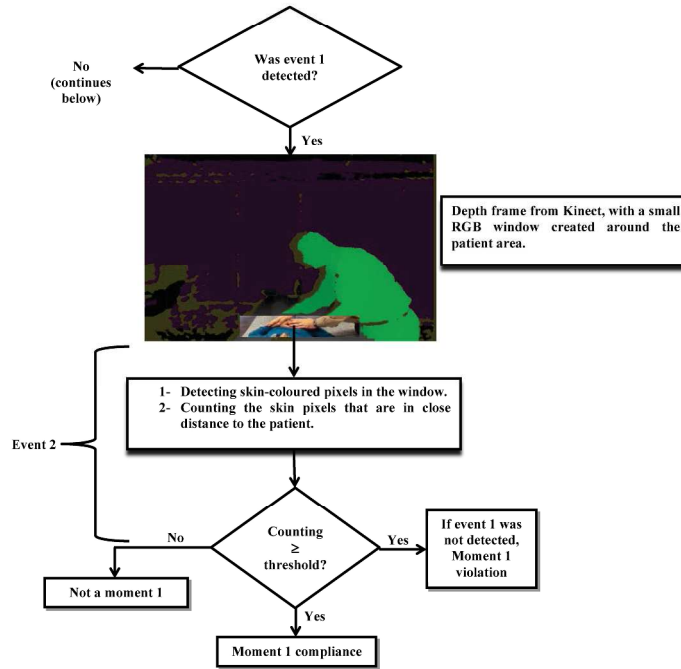 Was event 1
detected?
No
(continues
below)
Yes
Depth frame from Kinect, with a small
RGB window created around the
patient area.
1- Detecting skin-coloured pixels in the window.
2- Counting the skin pixels that are in close
distance to the patient.
Event 2
Counting
≥
threshold?
No
Yes
If event 1 was
not detected,
Moment 1
violation
Not a moment 1
Yes
Moment 1 compliance